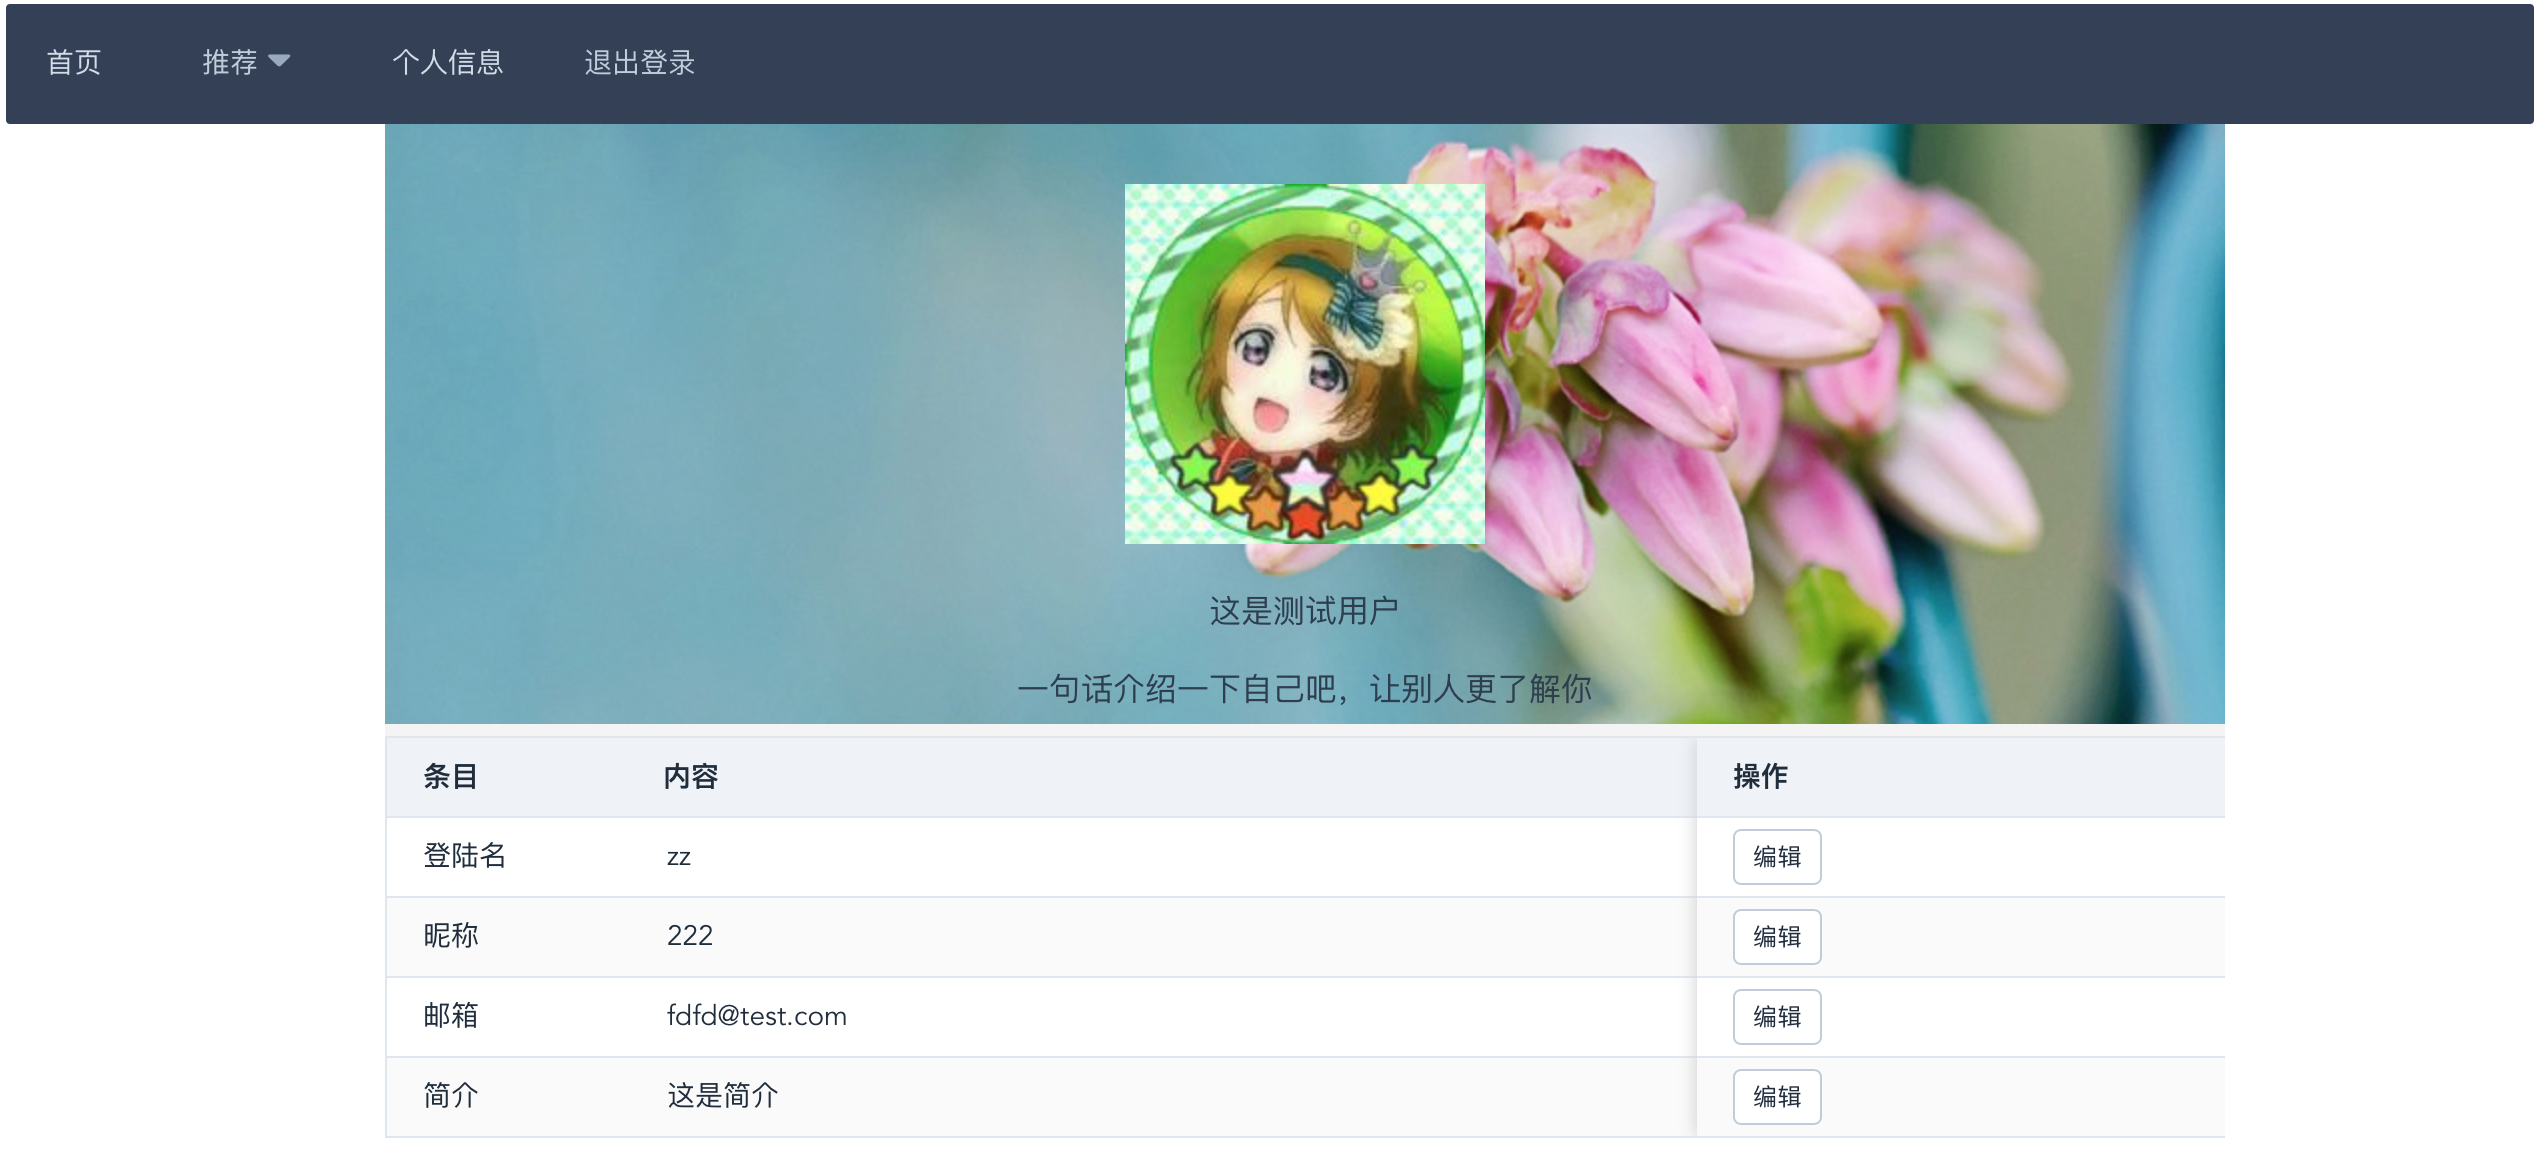 首页 推荐 个人信息 退出登录
这是测试用户
一句话介绍一下自己吧，让别人更了解你
条目 内容 操作
登陆名 zz 编辑
昵称 222 编辑
邮箱 fdfd@test.com 编辑
简介 这是简介 编辑